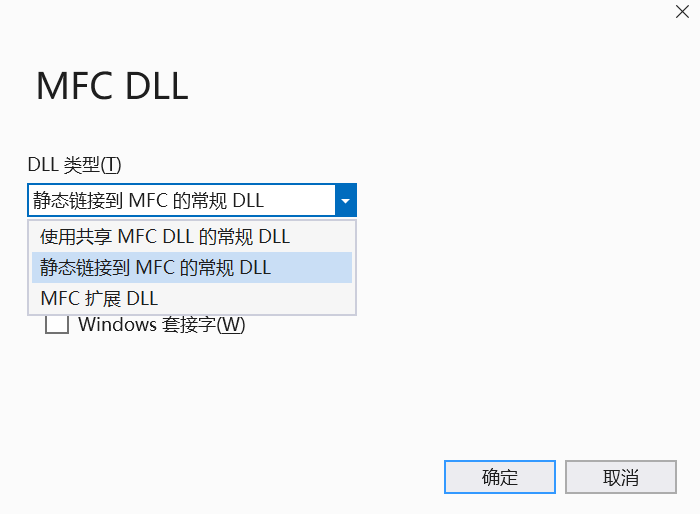 MFC DLL
DLL 类型(T)
静态链接到 MFC 的常规 DLL
使用共享 MFC DLL 的常规 DLL
静态链接到 MFC 的常规 DLL
MFC 扩展 DLL
Windows 套接字(W)
确定
取消